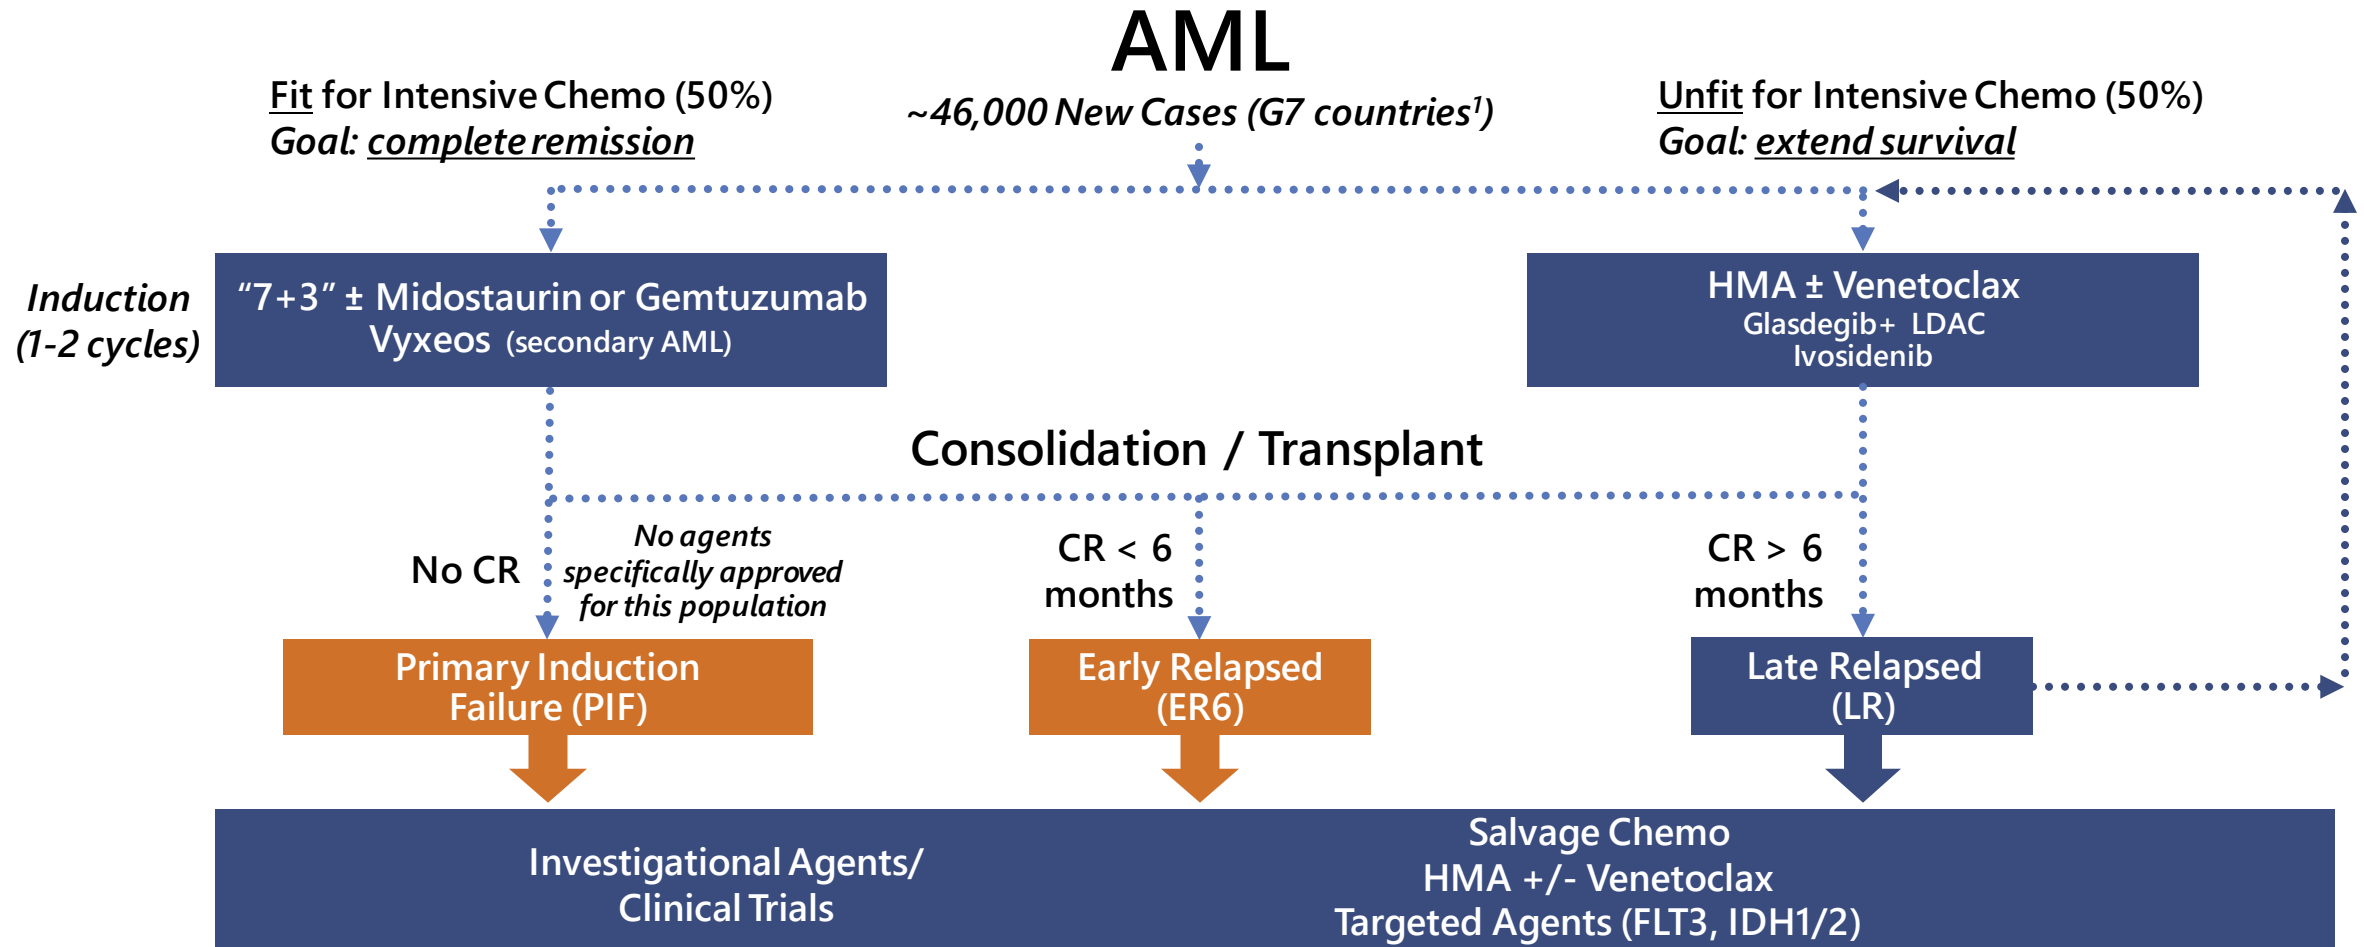 AML
~46,000 New Cases (G7 countries¹)
Fit for Intensive Chemo (50%)
Goal: complete remission
Unfit for Intensive Chemo (50%)
Goal: extend survival
Induction
(1-2 cycles)
“7+3” ± Midostaurin or Gemtuzumab
Vyxeos (secondary AML)
HMA ± Venetoclax
Glasdegib+ LDAC
Ivosidenib
Consolidation / Transplant
No CR
No agents
specifically approved
for this population
CR < 6
months
CR > 6
months
Primary Induction
Failure (PIF)
Early Relapsed
(ER6)
Late Relapsed
(LR)
Investigational Agents/
Clinical Trials
Salvage Chemo
HMA +/- Venetoclax
Targeted Agents (FLT3, IDH1/2)